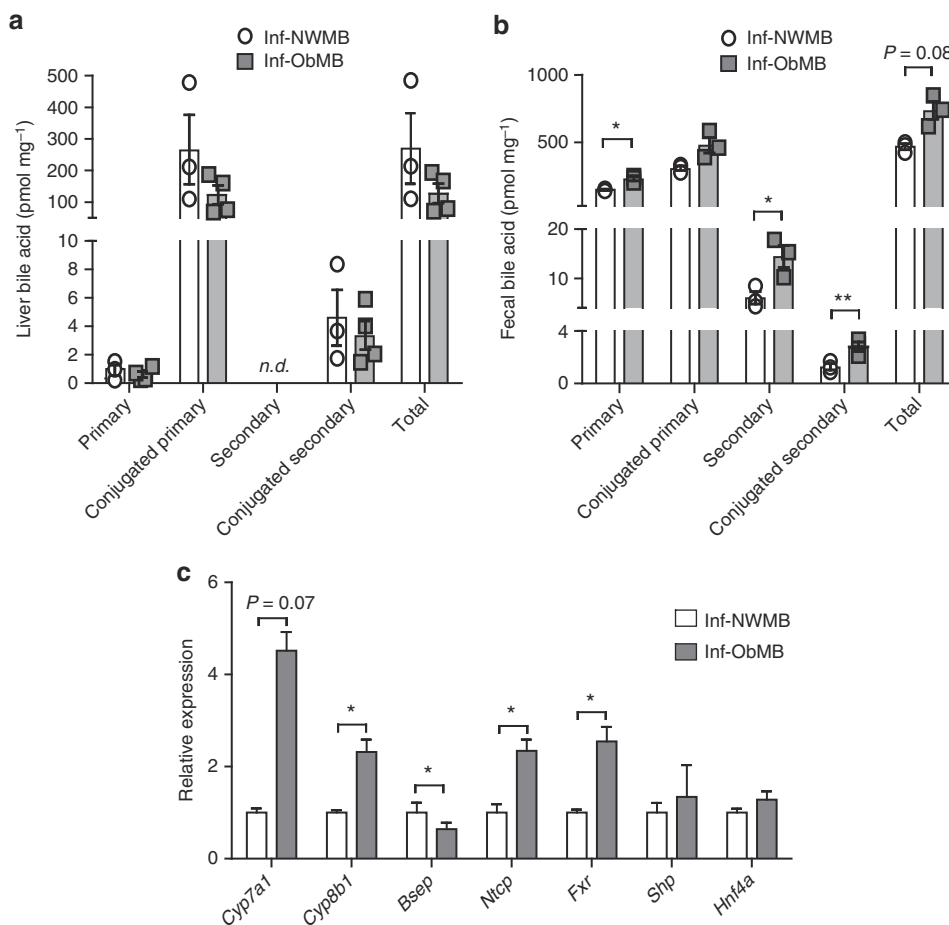 a
Inf-NWMB
Inf-ObMB
Liver bile acid (pmol mg⁻¹)
500
400
300
200
100
10
8
6
4
2
0
n.d.
Primary
Conjugated primary
Secondary
Conjugated secondary
Total
b
Inf-NWMB
Inf-ObMB
P = 0.08
Fecal bile acid (pmol mg⁻¹)
1000
500
20
10
4
0
*
*
**
Primary
Conjugated primary
Secondary
Conjugated secondary
Total
c
Inf-NWMB
Inf-ObMB
Relative expression
6
4
2
0
P = 0.07
*
*
*
*
Cyp7a1
Cyp8b1
Bsep
Ntcp
Fxr
Shp
Hnf4a